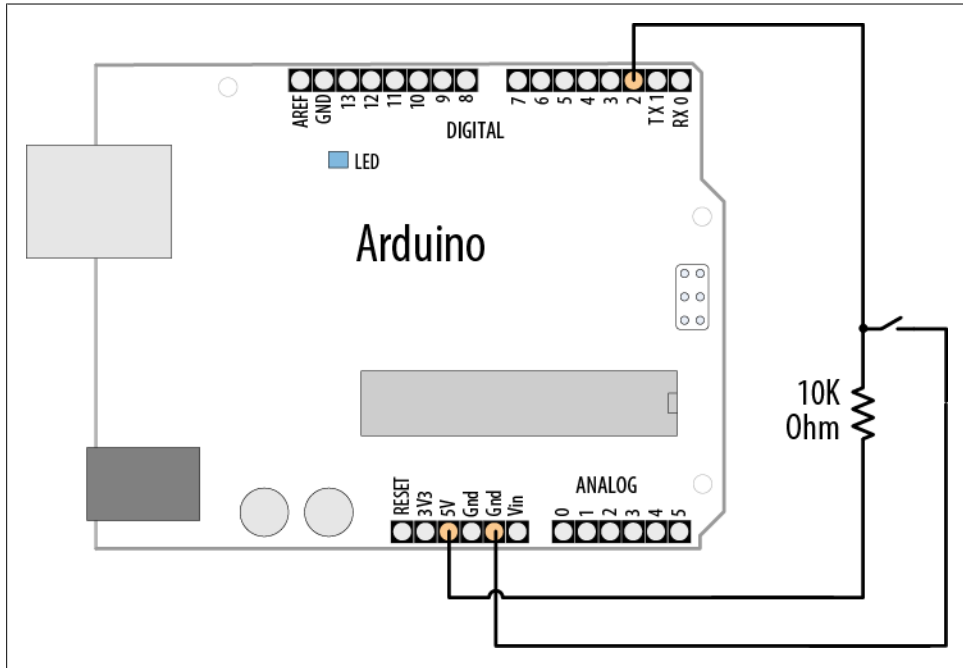 AREF GND 13 12 11 10 9 8 7 6 5 4 3 2 TX 1 RX 0
DIGITAL
LED
Arduino
10K
Ohm
ANALOG
RESET 3V3 5V Gnd Gnd Vin 0 1 2 3 4 5